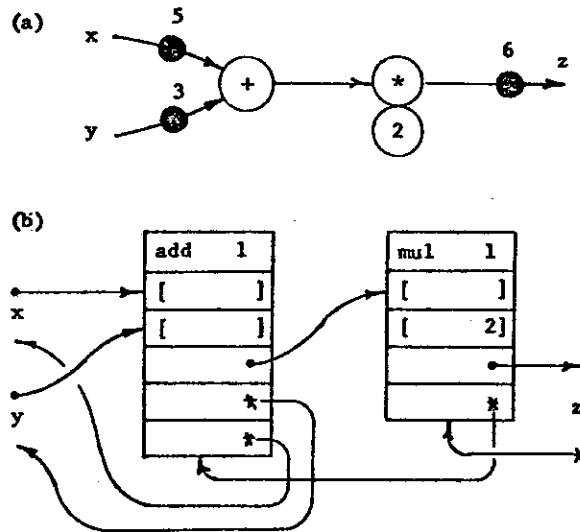 (a)
x 5
+ * 6 z
y 3
2
(b)
add 1 mul 1
[ ] [ ]
x
[ ] [ 2]
* *
y z
*